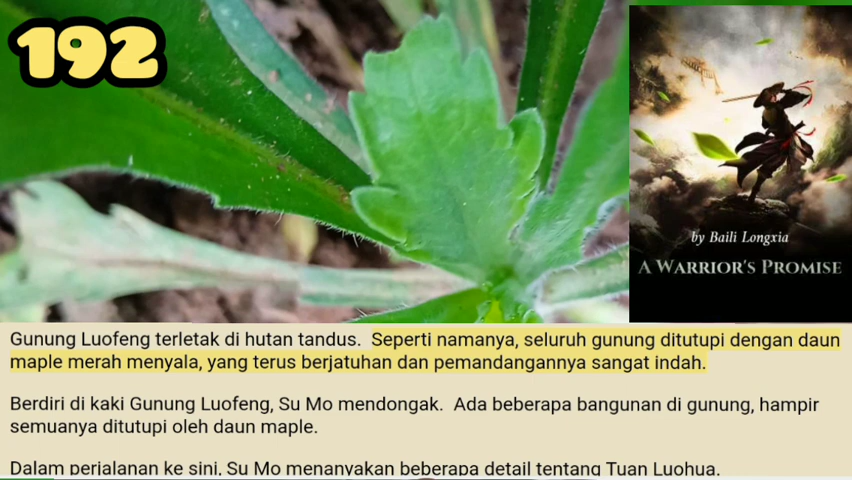 192
by Baili Longxia
A WARRIOR'S PROMISE
Gunung Luofeng terletak di hutan tandus. Seperti namanya, seluruh gunung ditutupi dengan daun
maple merah menyala, yang terus berjatuhan dan pemandangannya sangat indah.
Berdiri di kaki Gunung Luofeng, Su Mo mendongak. Ada beberapa bangunan di gunung, hampir
semuanya ditutupi oleh daun maple.
Dalam perjalanan ke sini, Su Mo menanyakan beberapa detail tentang Tuan Luohua.